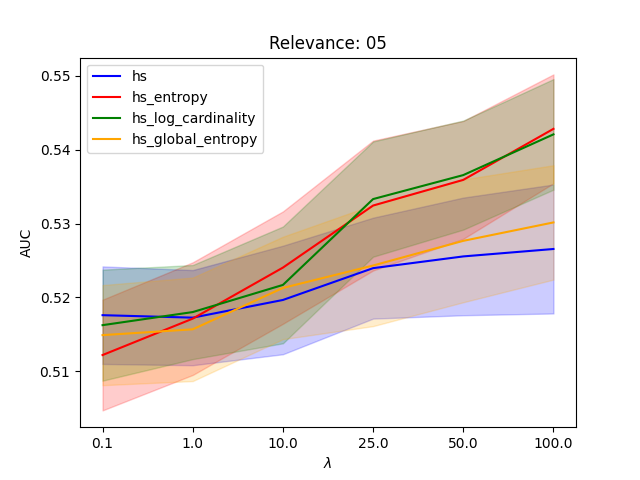 Relevance: 05
hs
hs_entropy
hs_log_cardinality
hs_global_entropy
AUC
0.55
0.54
0.53
0.52
0.51
0.1 1.0 10.0 25.0 50.0 100.0
λ